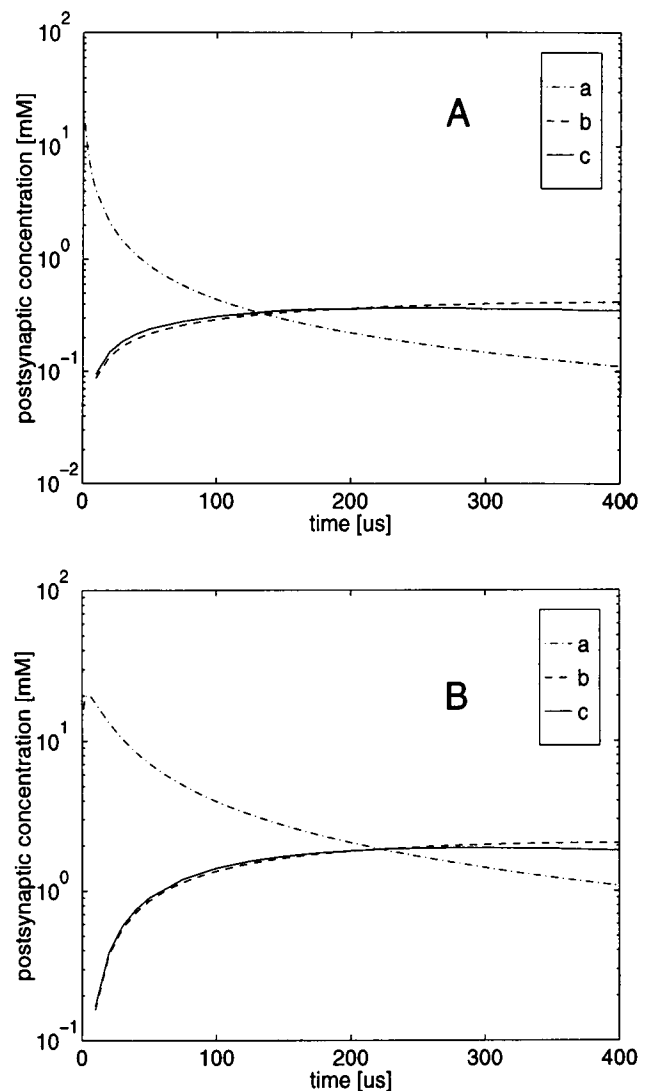 10^2
10^1
10^0
10^-1
10^-2
postsynaptic concentration [mM]
a
b
c
A
0 100 200 300 400
time [us]
10^2
10^1
10^0
10^-1
postsynaptic concentration [mM]
a
b
c
B
0 100 200 300 400
time [us]